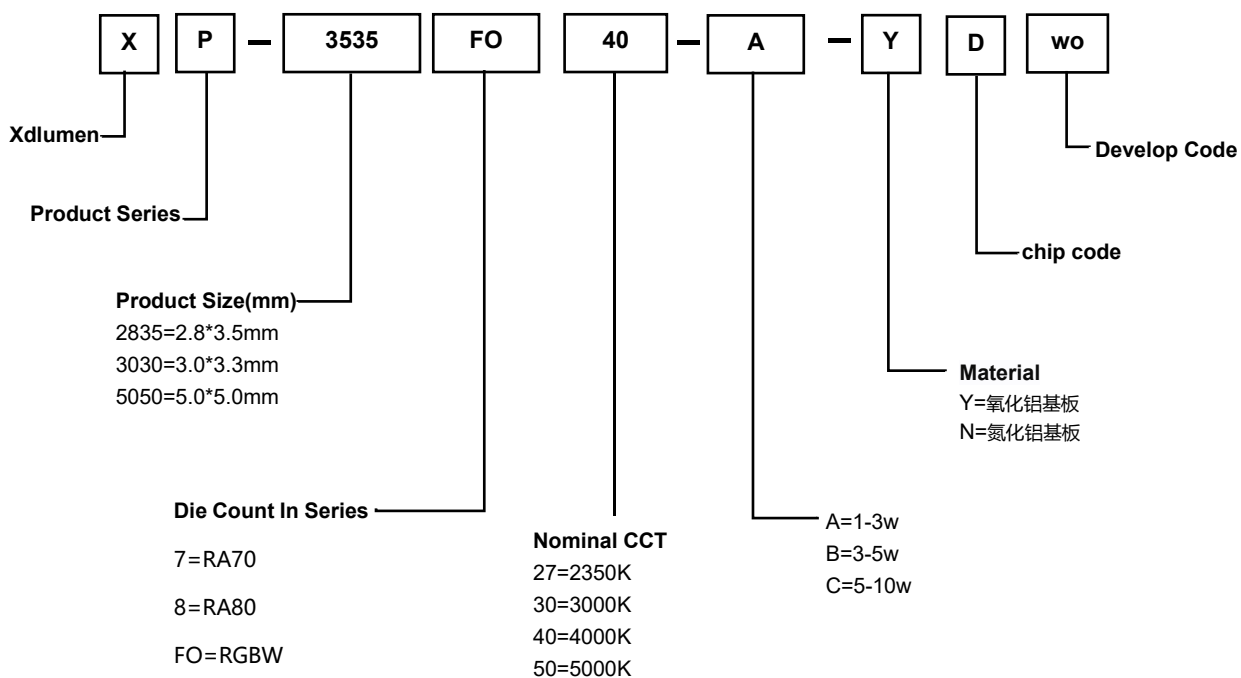 X P — 3535 FO 40 — A — Y D wo
Xdlumen
Develop Code
Product Series
chip code
Product Size(mm)
2835=2.8*3.5mm
3030=3.0*3.3mm
5050=5.0*5.0mm
Material
Y=氧化铝基板
N=氮化铝基板
Die Count In Series
7=RA70
8=RA80
FO=RGBW
Nominal CCT
27=2350K
30=3000K
40=4000K
50=5000K
A=1-3w
B=3-5w
C=5-10w